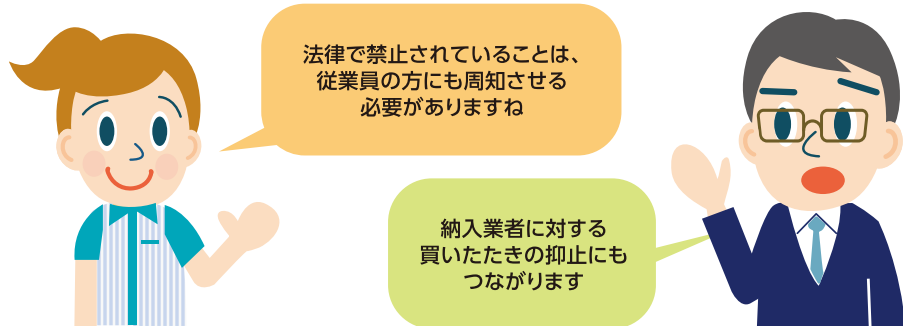 法律で禁止されていることは、
従業員の方にも周知させる
必要がありますね
納入業者に対する
買いたたきの抑止にも
つながります